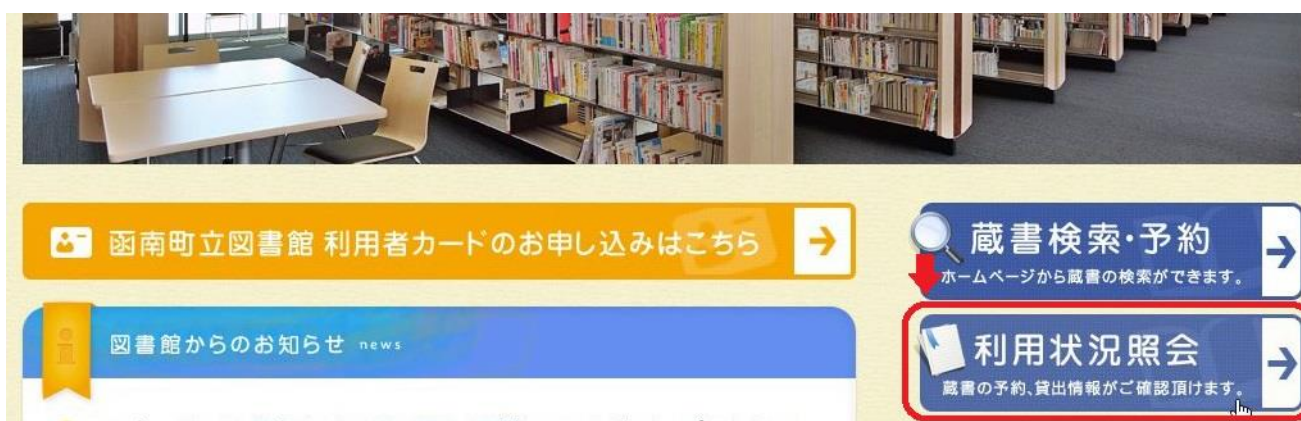 函南町立図書館 利用者カードのお申し込みはこちら
図書館からのお知らせ news
蔵書検索・予約
ホームページから蔵書の検索ができます。
利用状況照会
蔵書の予約、貸出情報がご確認頂けます。